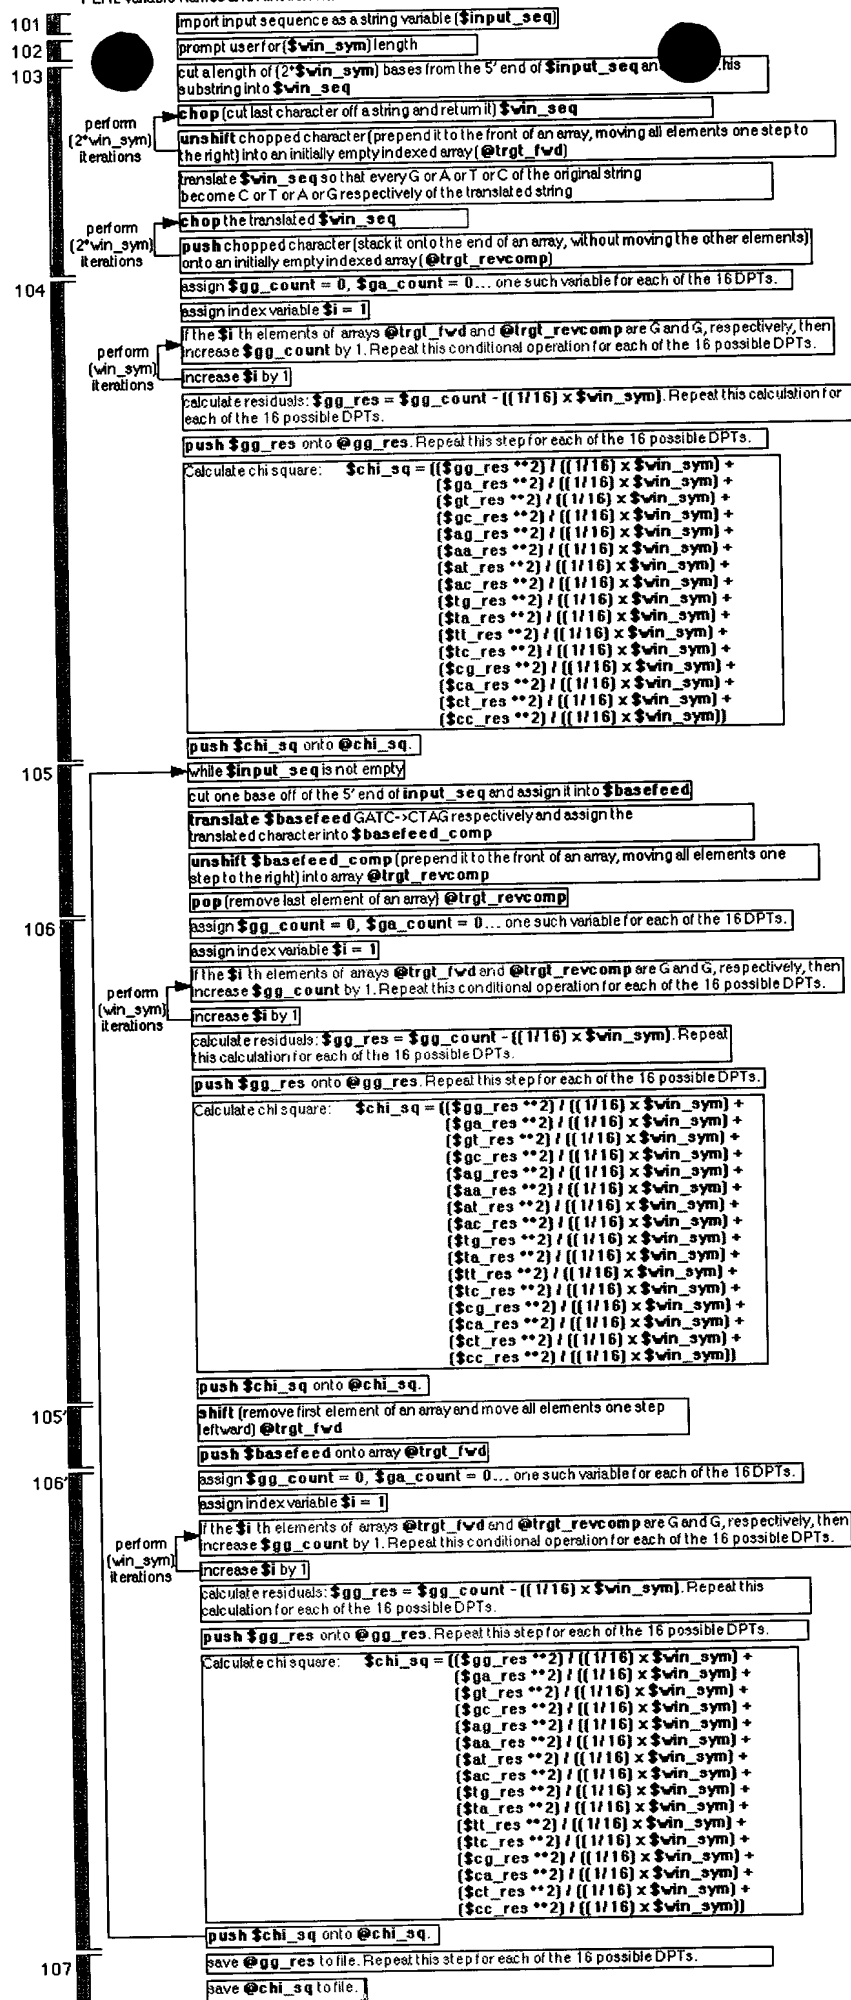 101
import input sequence as a string variable ($input_seq)
102
prompt user for ($win_sym) length
103
cut a length of (2*$win_sym) bases from the 5' end of $input_seq and his
substring into $win_seq
perform
(2*win_sym)
iterations
chop (cut last character off a string and return it) $win_seq
unshift chopped character (prepend it to the front of an array, moving all elements one step to
the right) into an initially empty indexed array (@trgt_fwd)
translate $win_seq so that every G or A or T or C of the original string
become C or T or A or G respectively of the translated string
perform
(2*win_sym)
iterations
chop the translated $win_seq
push chopped character (stack it onto the end of an array, without moving the other elements)
onto an initially empty indexed array (@trgt_revcomp)
104
assign $gg_count = 0, $ga_count = 0... one such variable for each of the 16 DPTs.
assign index variable $i = 1
perform
(win_sym)
iterations
If the $i th elements of arrays @trgt_fwd and @trgt_revcomp are G and G, respectively, then
increase $gg_count by 1. Repeat this conditional operation for each of the 16 possible DPTs.
increase $i by 1
calculate residuals: $gg_res = $gg_count - ((1/16) x $win_sym). Repeat this calculation for
each of the 16 possible DPTs.
push $gg_res onto @gg_res. Repeat this step for each of the 16 possible DPTs.
Calculate chi square: $chi_sq = (($gg_res **2) / ((1/16) x $win_sym) +
($ga_res **2) / ((1/16) x $win_sym) +
($gt_res **2) / ((1/16) x $win_sym) +
($gc_res **2) / ((1/16) x $win_sym) +
($ag_res **2) / ((1/16) x $win_sym) +
($aa_res **2) / ((1/16) x $win_sym) +
($at_res **2) / ((1/16) x $win_sym) +
($ac_res **2) / ((1/16) x $win_sym) +
($tg_res **2) / ((1/16) x $win_sym) +
($ta_res **2) / ((1/16) x $win_sym) +
($tt_res **2) / ((1/16) x $win_sym) +
($tc_res **2) / ((1/16) x $win_sym) +
($cg_res **2) / ((1/16) x $win_sym) +
($ca_res **2) / ((1/16) x $win_sym) +
($ct_res **2) / ((1/16) x $win_sym) +
($cc_res **2) / ((1/16) x $win_sym))
push $chi_sq onto @chi_sq.
105
while $input_seq is not empty
cut one base off of the 5' end of input_seq and assign it into $basefeed
translate $basefeed GATC->CTAG respectively and assign the
translated character into $basefeed_comp
unshift $basefeed_comp (prepend it to the front of an array, moving all elements one
step to the right) into array @trgt_revcomp
pop (remove last element of an array) @trgt_revcomp
106
assign $gg_count = 0, $ga_count = 0... one such variable for each of the 16 DPTs.
assign index variable $i = 1
perform
(win_sym)
iterations
If the $i th elements of arrays @trgt_fwd and @trgt_revcomp are G and G, respectively, then
increase $gg_count by 1. Repeat this conditional operation for each of the 16 possible DPTs.
increase $i by 1
calculate residuals: $gg_res = $gg_count - ((1/16) x $win_sym). Repeat
this calculation for each of the 16 possible DPTs.
push $gg_res onto @gg_res. Repeat this step for each of the 16 possible DPTs.
Calculate chi square: $chi_sq = (($gg_res **2) / ((1/16) x $win_sym) +
($ga_res **2) / ((1/16) x $win_sym) +
($gt_res **2) / ((1/16) x $win_sym) +
($gc_res **2) / ((1/16) x $win_sym) +
($ag_res **2) / ((1/16) x $win_sym) +
($aa_res **2) / ((1/16) x $win_sym) +
($at_res **2) / ((1/16) x $win_sym) +
($ac_res **2) / ((1/16) x $win_sym) +
($tg_res **2) / ((1/16) x $win_sym) +
($ta_res **2) / ((1/16) x $win_sym) +
($tt_res **2) / ((1/16) x $win_sym) +
($tc_res **2) / ((1/16) x $win_sym) +
($cg_res **2) / ((1/16) x $win_sym) +
($ca_res **2) / ((1/16) x $win_sym) +
($ct_res **2) / ((1/16) x $win_sym) +
($cc_res **2) / ((1/16) x $win_sym))
push $chi_sq onto @chi_sq.
105'
shift (remove first element of an array and move all elements one step
leftward) @trgt_fwd
push $basefeed onto array @trgt_fwd
106'
assign $gg_count = 0, $ga_count = 0... one such variable for each of the 16 DPTs.
assign index variable $i = 1
perform
(win_sym)
iterations
If the $i th elements of arrays @trgt_fwd and @trgt_revcomp are G and G, respectively, then
increase $gg_count by 1. Repeat this conditional operation for each of the 16 possible DPTs.
increase $i by 1
calculate residuals: $gg_res = $gg_count - ((1/16) x $win_sym). Repeat this
calculation for each of the 16 possible DPTs.
push $gg_res onto @gg_res. Repeat this step for each of the 16 possible DPTs.
Calculate chi square: $chi_sq = (($gg_res **2) / ((1/16) x $win_sym) +
($ga_res **2) / ((1/16) x $win_sym) +
($gt_res **2) / ((1/16) x $win_sym) +
($gc_res **2) / ((1/16) x $win_sym) +
($ag_res **2) / ((1/16) x $win_sym) +
($aa_res **2) / ((1/16) x $win_sym) +
($at_res **2) / ((1/16) x $win_sym) +
($ac_res **2) / ((1/16) x $win_sym) +
($tg_res **2) / ((1/16) x $win_sym) +
($ta_res **2) / ((1/16) x $win_sym) +
($tt_res **2) / ((1/16) x $win_sym) +
($tc_res **2) / ((1/16) x $win_sym) +
($cg_res **2) / ((1/16) x $win_sym) +
($ca_res **2) / ((1/16) x $win_sym) +
($ct_res **2) / ((1/16) x $win_sym) +
($cc_res **2) / ((1/16) x $win_sym))
push $chi_sq onto @chi_sq.
107
save @gg_res to file. Repeat this step for each of the 16 possible DPTs.
save @chi_sq to file.